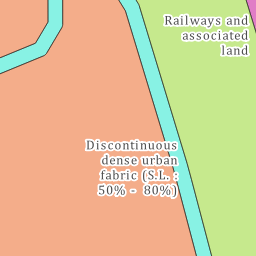 Railways and
associated
land
Discontinuous
dense urban
fabric (S.L. :
50% -  80%)